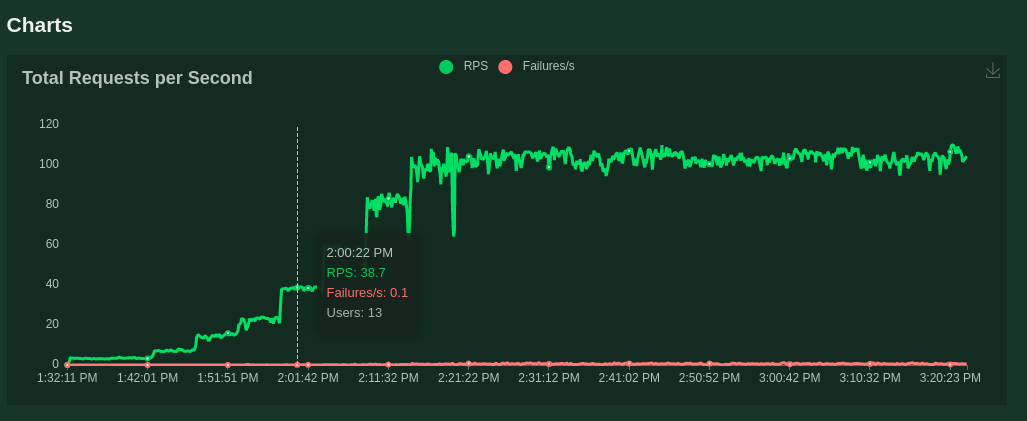 Charts
Total Requests per Second
RPS Failures/s
120
100
80
60
40
20
0
2:00:22 PM
RPS: 38.7
Failures/s: 0.1
Users: 13
1:32:11 PM 1:42:01 PM 1:51:51 PM 2:01:42 PM 2:11:32 PM 2:21:22 PM 2:31:12 PM 2:41:02 PM 2:50:52 PM 3:00:42 PM 3:10:32 PM 3:20:23 PM